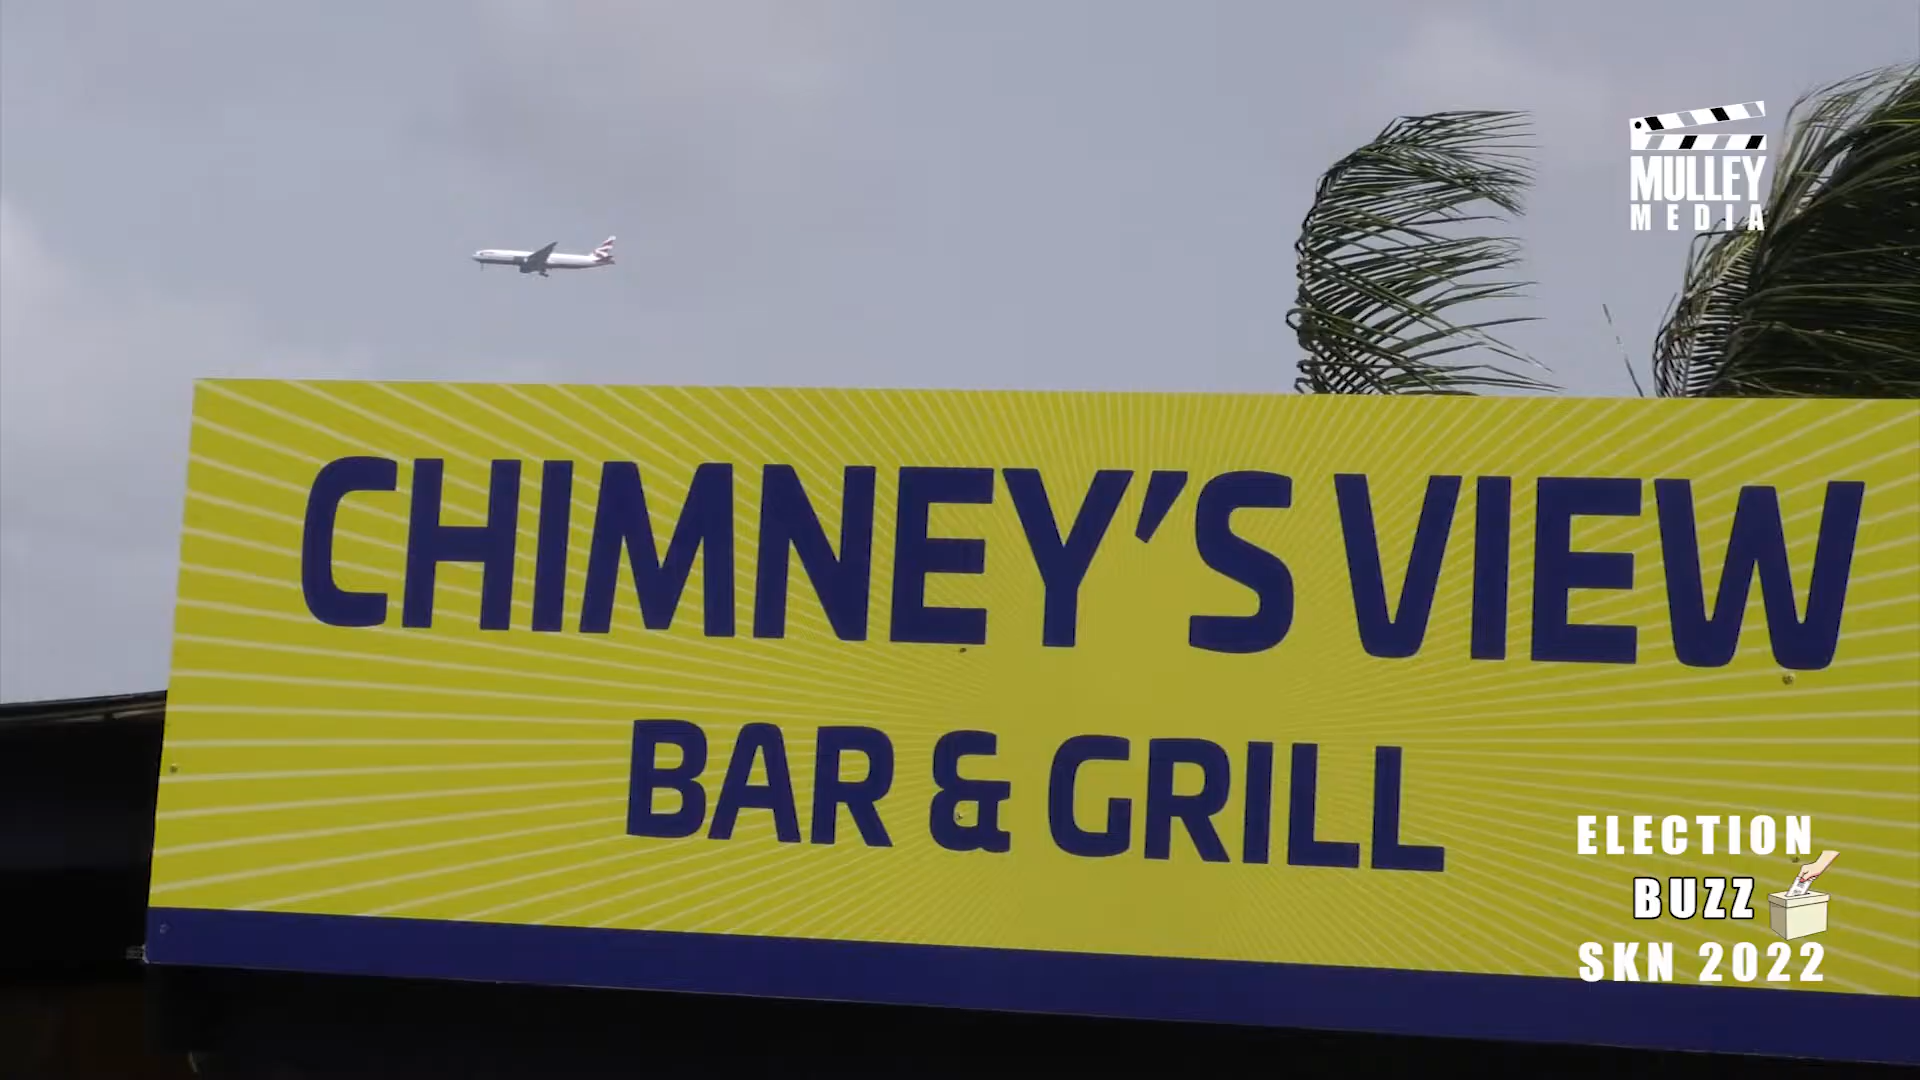 MULLEY
MEDIA
CHIMNEY'S VIEW
BAR & GRILL
ELECTION
BUZZ
SKN 2022